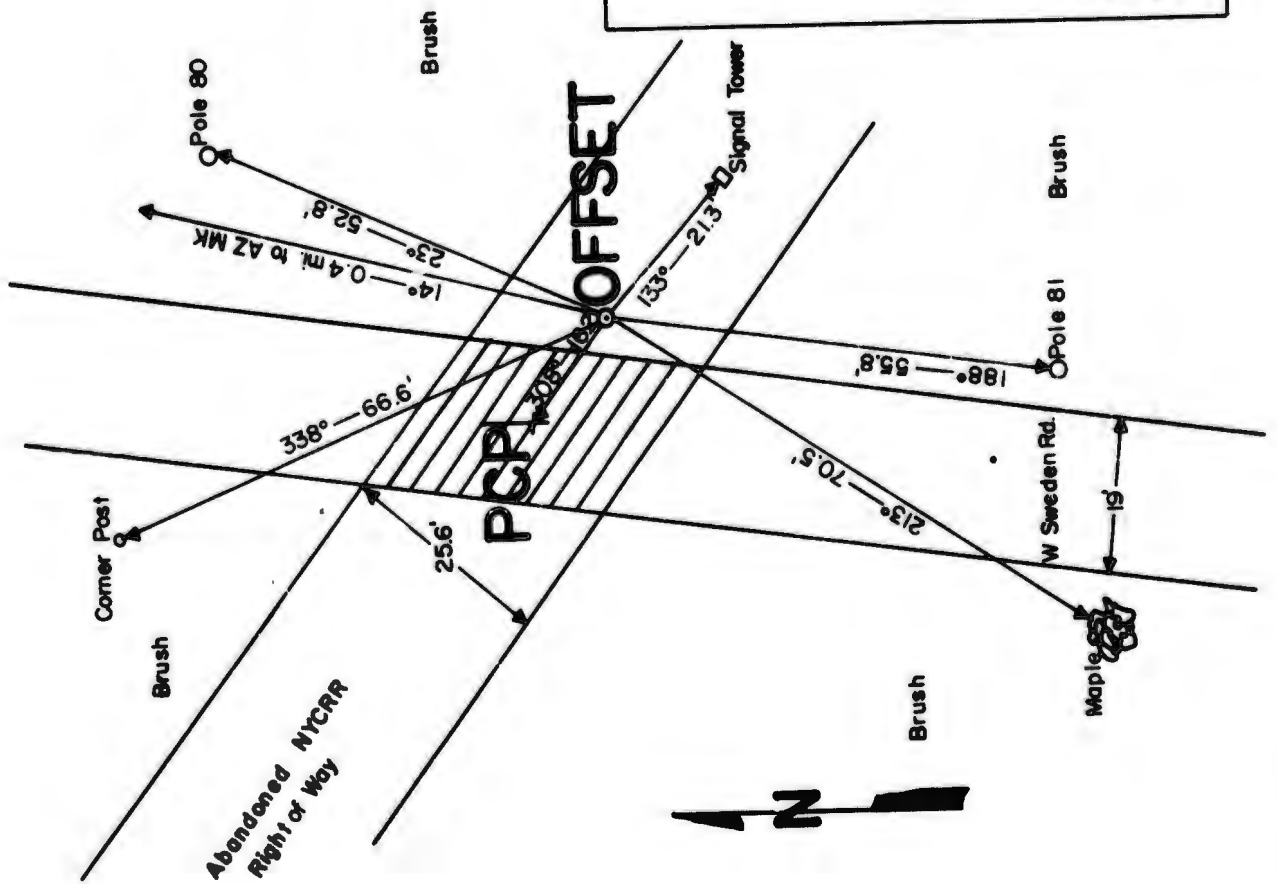 Pole 80
Brush
Corner Post
14° — 0.4 mi. to AZ MK
23° — 52.8'
OFFSET
Signal Tower
133° — 21.3'
338° — 66.6'
308°
PCPI
25.6'
Brush
Abandoned NYCRR
Right of Way
188° — 55.8'
Pole 81
Brush
213° — 70.5'
W Sweden Rd.
19'
Maple
Brush
N